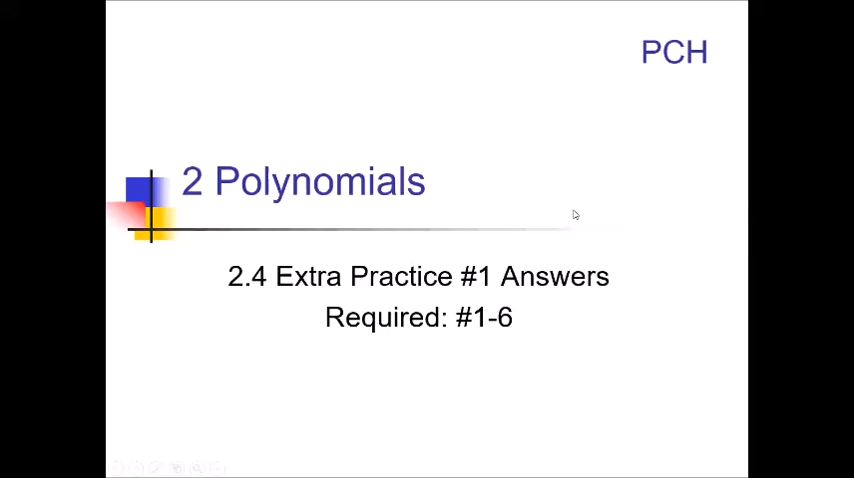 PCH
2 Polynomials
2.4 Extra Practice #1 Answers
Required: #1-6